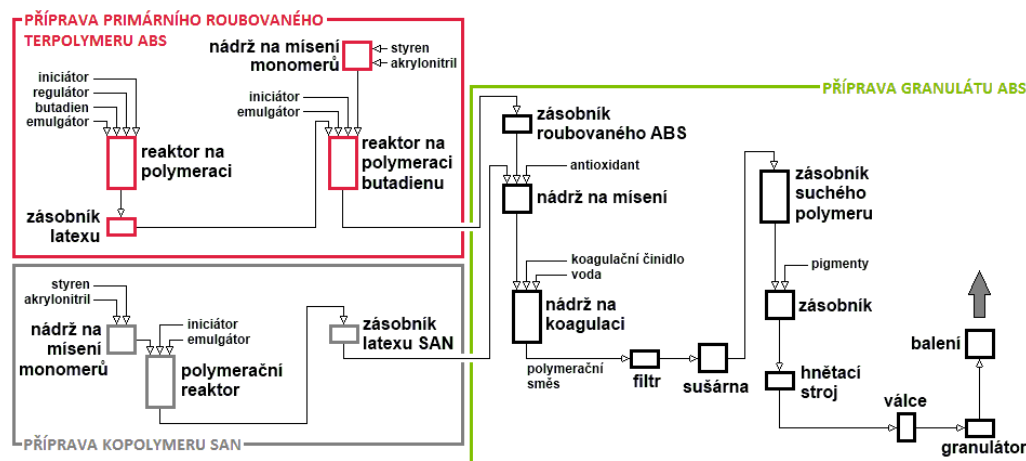 PŘÍPRAVA PRIMÁRNÍHO ROUBOVANÉHO
TERPOLYMERU ABS
nádrž na mísení
monomerů
styren
akrylonitril
iniciátor
regulátor
butadien
emulgátor
iniciátor
emulgátor
reaktor na
polymeraci
reaktor na
polymeraci
butadienu
zásobník
latexu
PŘÍPRAVA GRANULÁTU ABS
zásobník
roubovaného ABS
antioxidant
nádrž na mísení
koagulační činidlo
voda
nádrž na
koagulaci
polymerační
směs
filtr
sušárna
zásobník
suchého
polymeru
pigmenty
zásobník
hnětací
stroj
válce
granulátor
balení
styren
akrylonitril
nádrž na
mísení
monomerů
iniciátor
emulgátor
polymerační
reaktor
zásobník
latexu SAN
PŘÍPRAVA KOPOLYMERU SAN